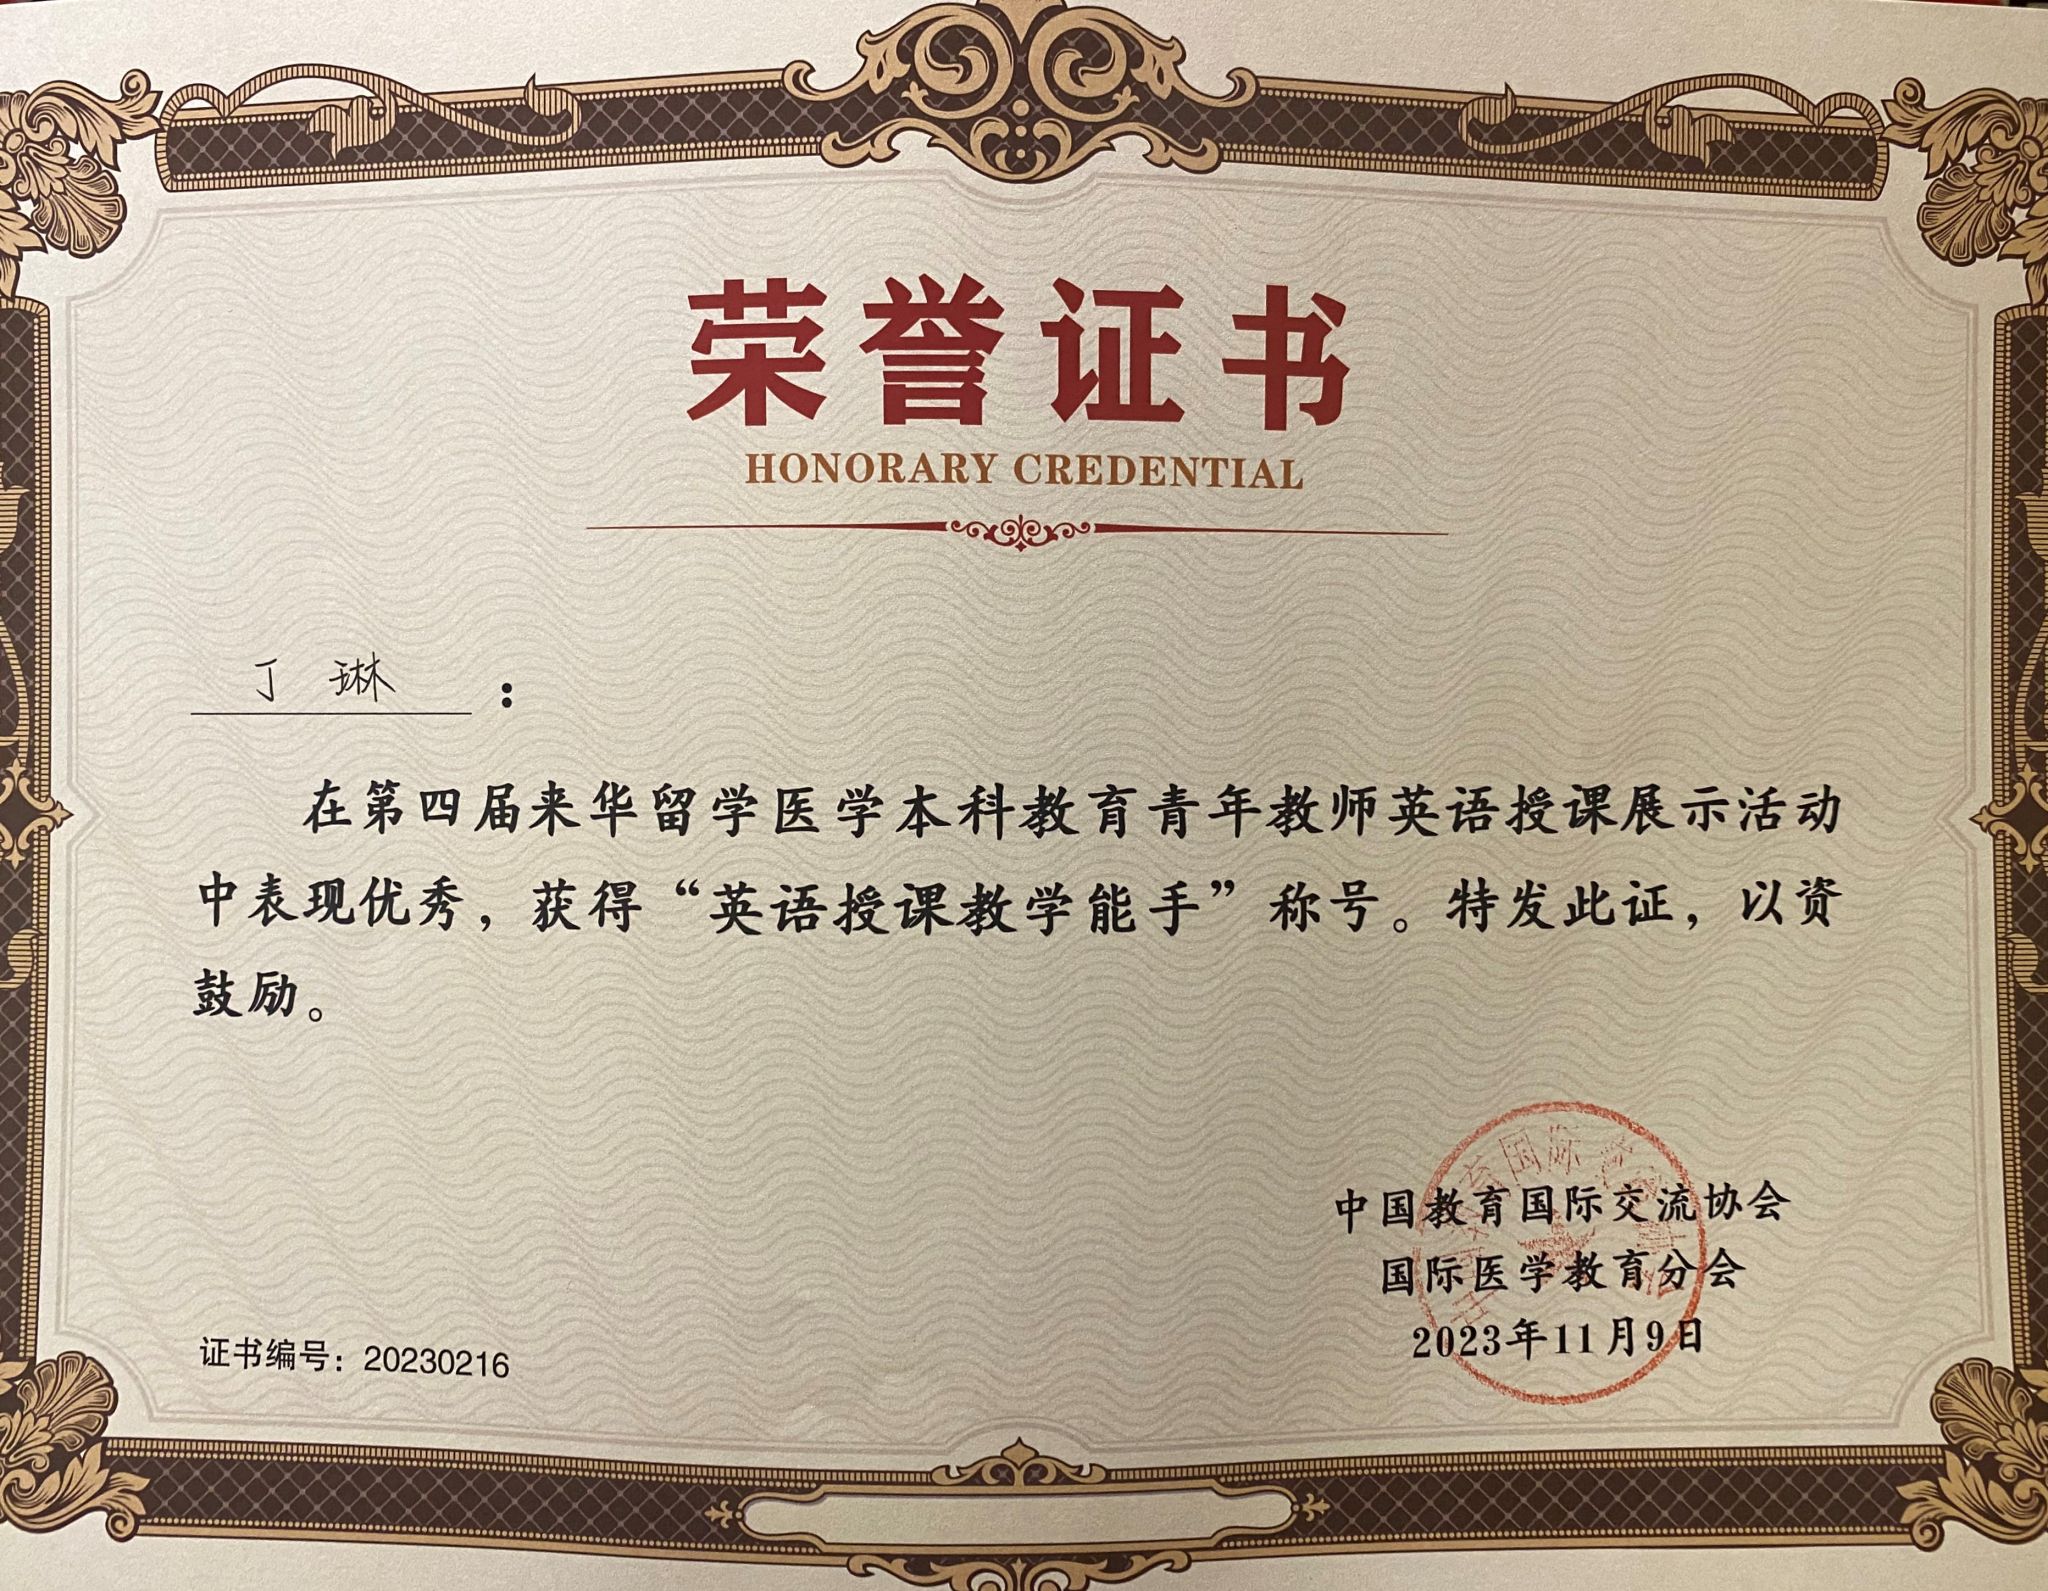 荣誉证书
HONORARY CREDENTIAL
丁琳：
在第四届来华留学医学本科教育青年教师英语授课展示活动
中表现优秀，获得“英语授课教学能手”称号。特发此证，以资
鼓励。
中国教育国际交流协会
国际医学教育分会
2023年11月9日
证书编号：20230216